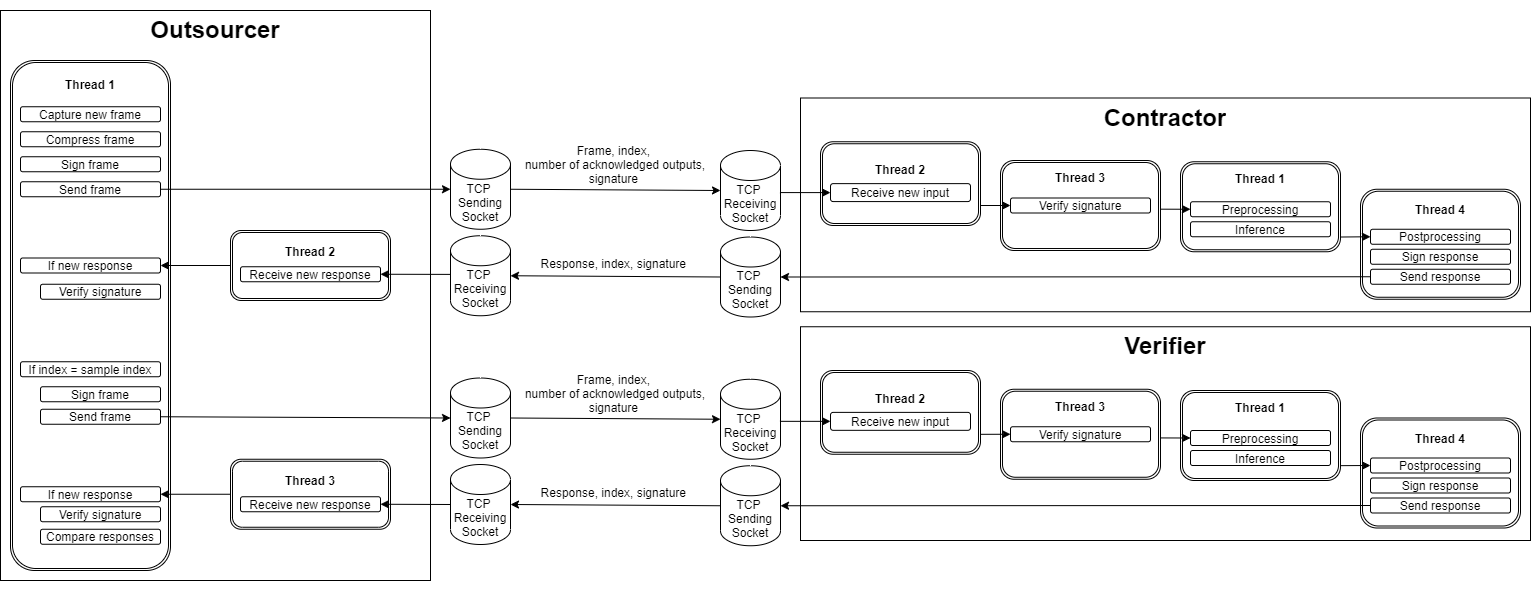 Outsourcer
Thread 1
Capture new frame
Compress frame
Sign frame
Send frame
If new response
Verify signature
If index = sample index
Sign frame
Send frame
If new response
Verify signature
Compare responses
Thread 2
Receive new response
Thread 3
Receive new response
TCP
Sending
Socket
Frame, index,
number of acknowledged outputs,
signature
TCP
Receiving
Socket
TCP
Receiving
Socket
Response, index, signature
TCP
Sending
Socket
TCP
Sending
Socket
Frame, index,
number of acknowledged outputs,
signature
TCP
Receiving
Socket
TCP
Receiving
Socket
Response, index, signature
TCP
Sending
Socket
Contractor
Thread 2
Receive new input
Thread 3
Verify signature
Thread 1
Preprocessing
Inference
Thread 4
Postprocessing
Sign response
Send response
Verifier
Thread 2
Receive new input
Thread 3
Verify signature
Thread 1
Preprocessing
Inference
Thread 4
Postprocessing
Sign response
Send response